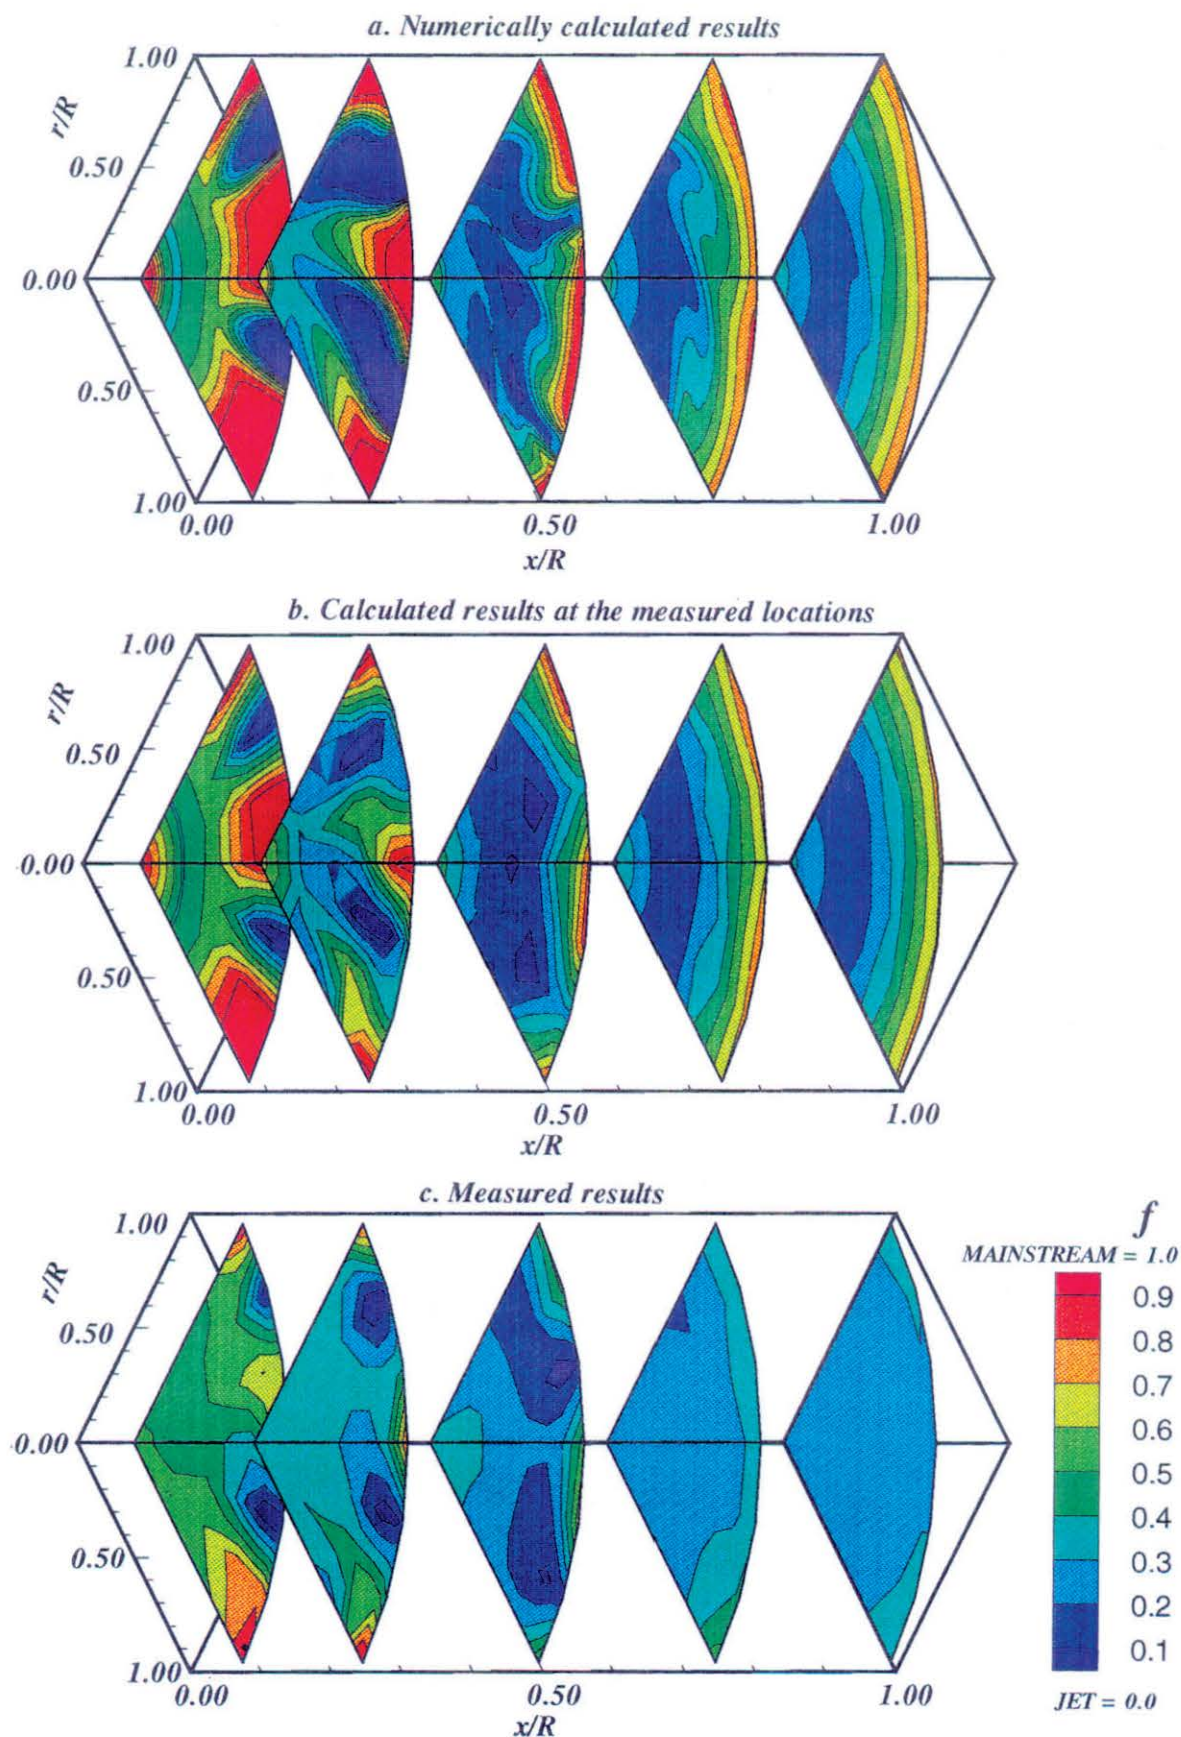 a. Numerically calculated results
1.00
r/R
0.50
0.00
0.50
1.00
0.00 0.50 1.00
x/R
b. Calculated results at the measured locations
1.00
r/R
0.50
0.00
0.50
1.00
0.00 0.50 1.00
x/R
c. Measured results
1.00
r/R
0.50
0.00
0.50
1.00
0.00 0.50 1.00
x/R
f
MAINSTREAM = 1.0
0.9
0.8
0.7
0.6
0.5
0.4
0.3
0.2
0.1
JET = 0.0